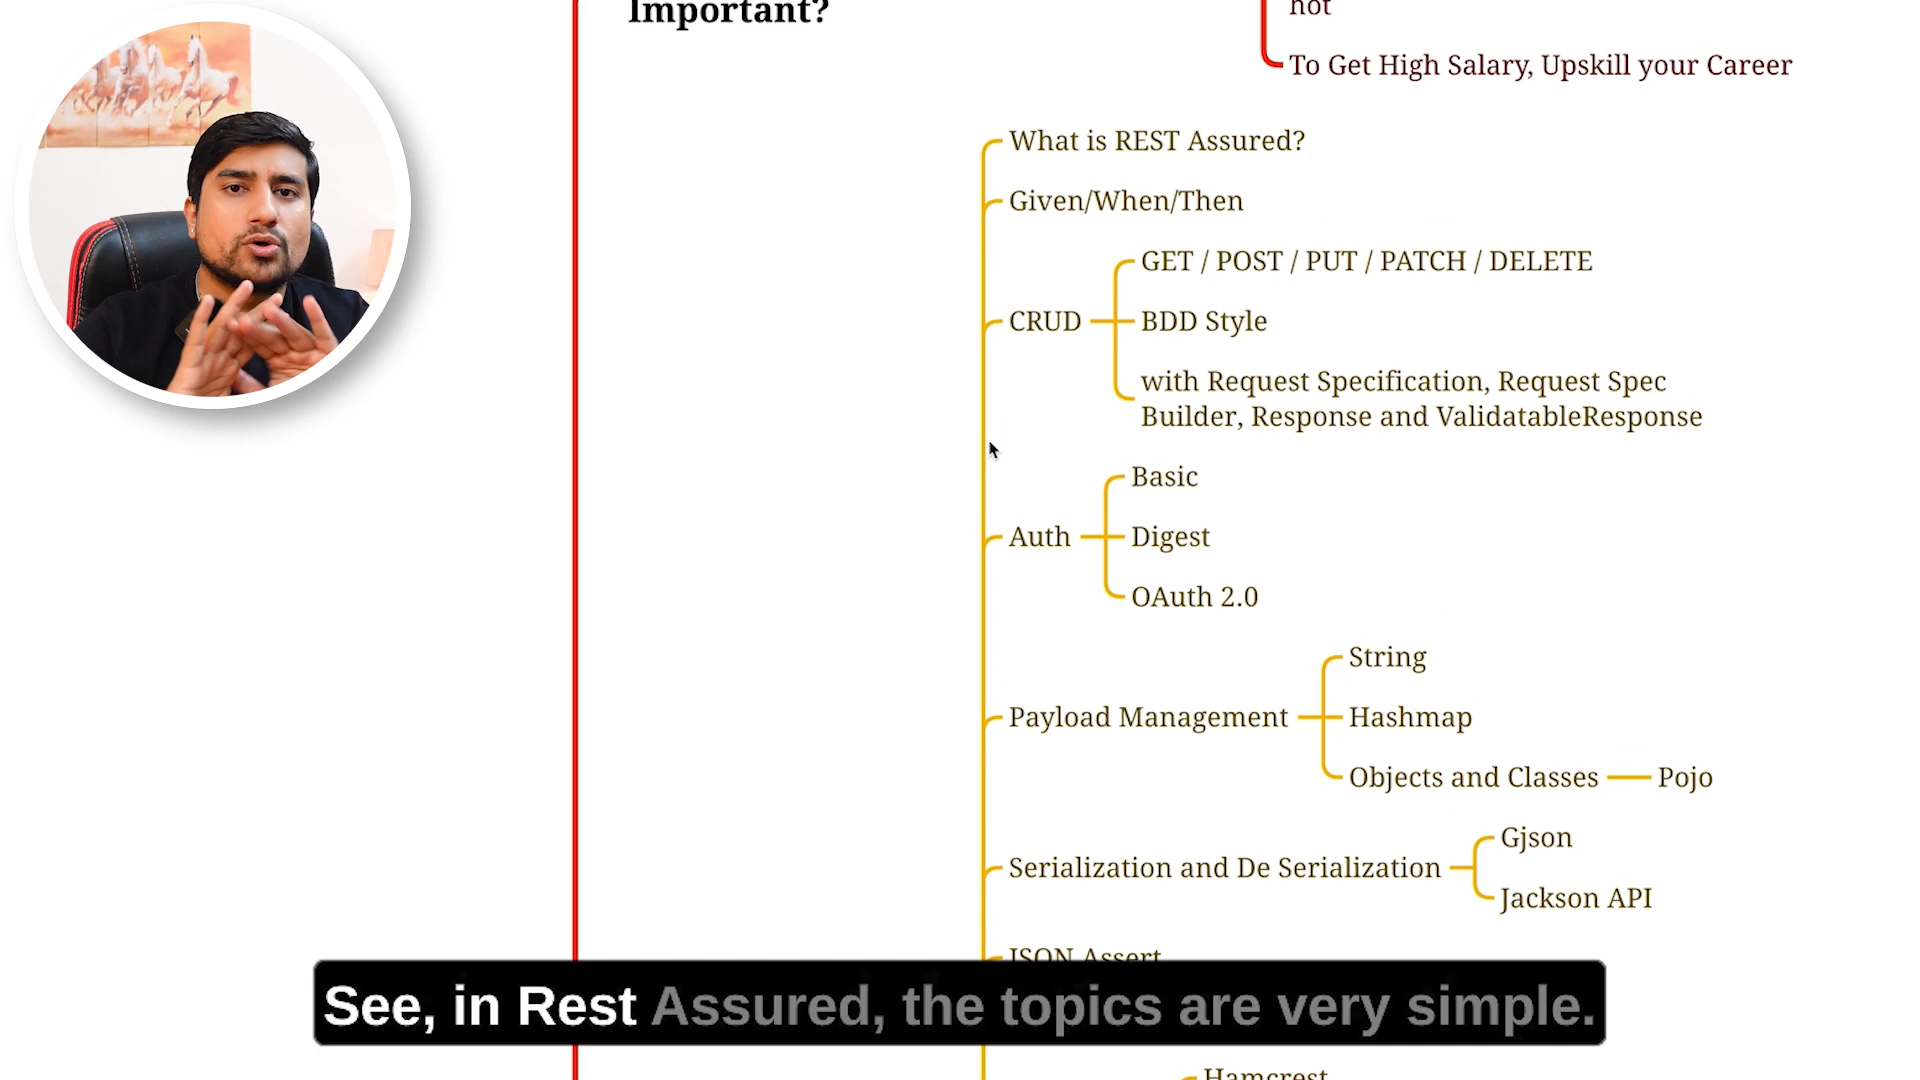 Important?
not
To Get High Salary, Upskill your Career
What is REST Assured?
Given/When/Then
CRUD
GET / POST / PUT / PATCH / DELETE
BDD Style
with Request Specification, Request Spec
Builder, Response and ValidatableResponse
Auth
Basic
Digest
OAuth 2.0
Payload Management
String
Hashmap
Objects and Classes
Pojo
Serialization and De Serialization
Gjson
Jackson API
JSON Assert
See, in Rest Assured, the topics are very simple.
Hamcrest